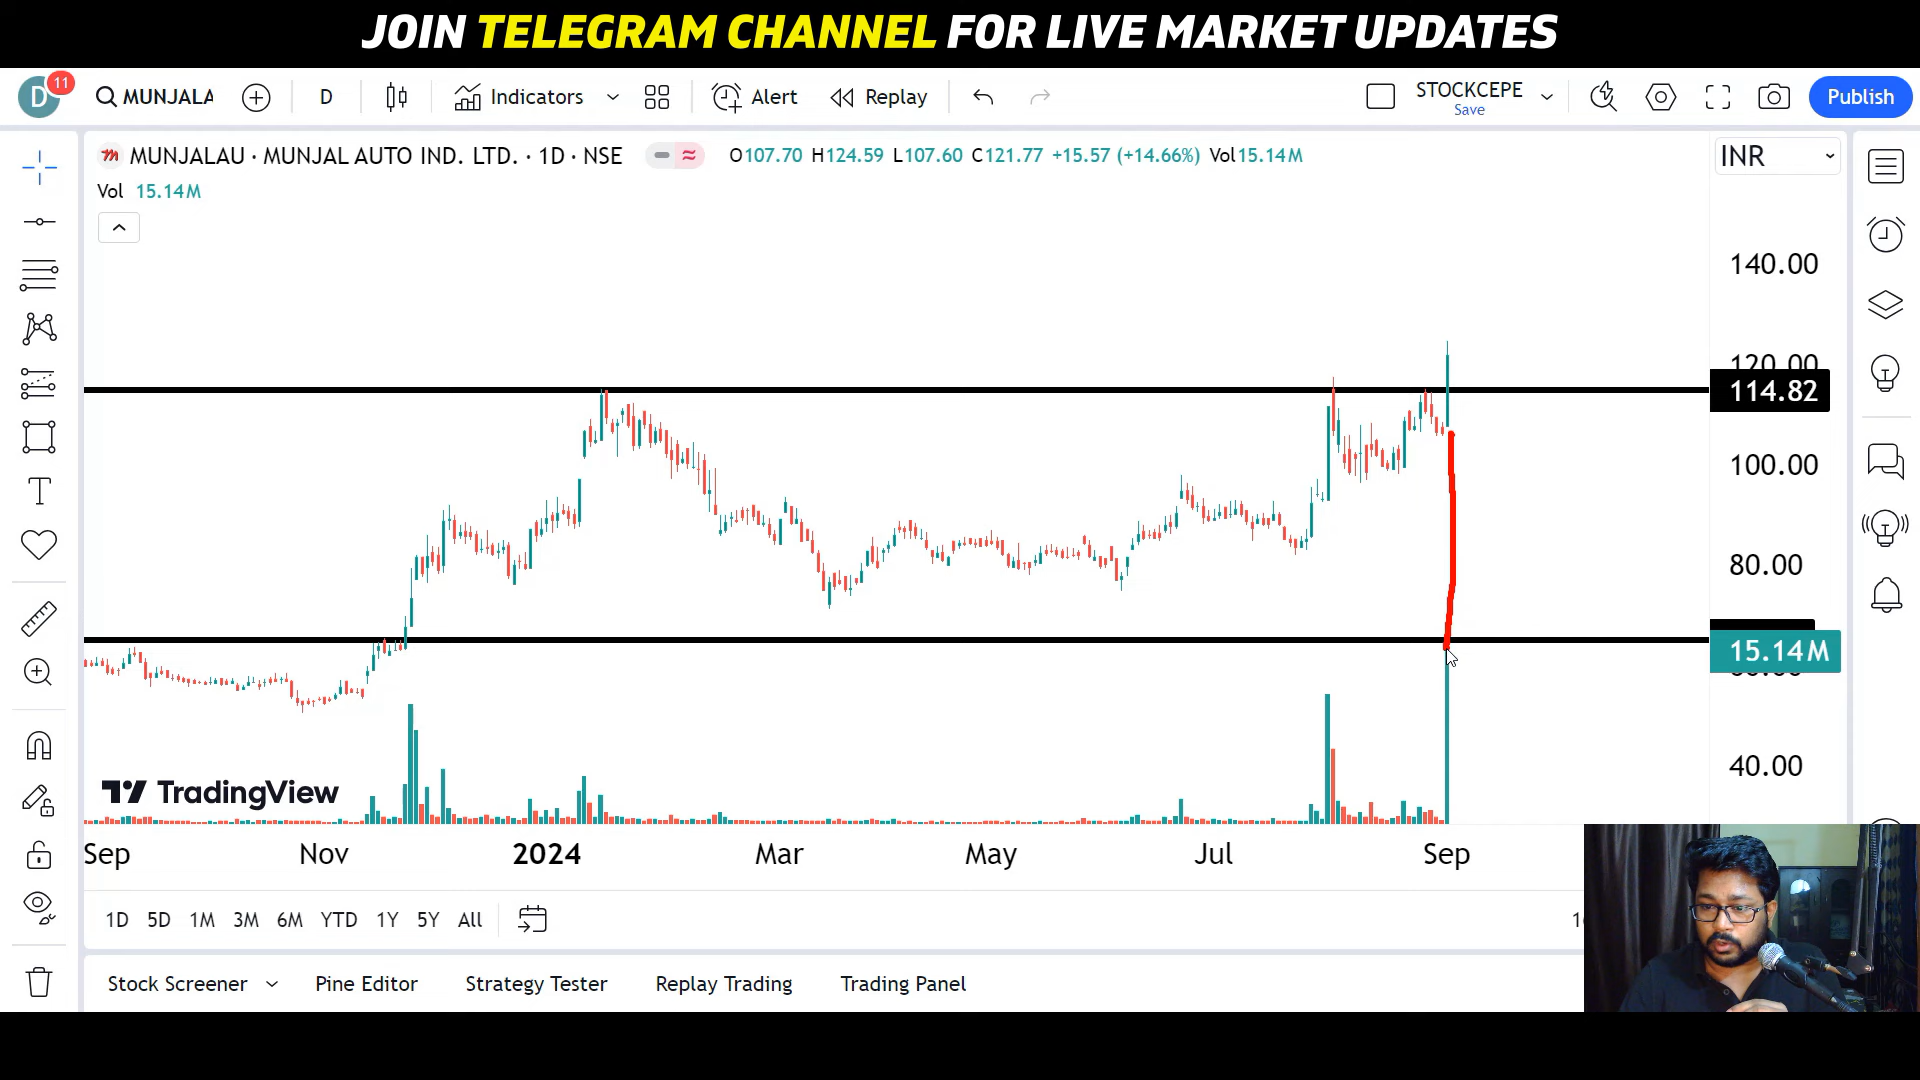 JOIN TELEGRAM CHANNEL FOR LIVE MARKET UPDATES
D 11 MUNJALA D Indicators Alert Replay STOCKCEPE Save Publish
MUNJALAU · MUNJAL AUTO IND. LTD. · 1D · NSE O107.70 H124.59 L107.60 C121.77 +15.57 (+14.66%) Vol15.14M INR
Vol 15.14M
140.00
120.00
114.82
100.00
80.00
15.14M
40.00
TradingView
Sep Nov 2024 Mar May Jul Sep
1D 5D 1M 3M 6M YTD 1Y 5Y All
Stock Screener Pine Editor Strategy Tester Replay Trading Trading Panel